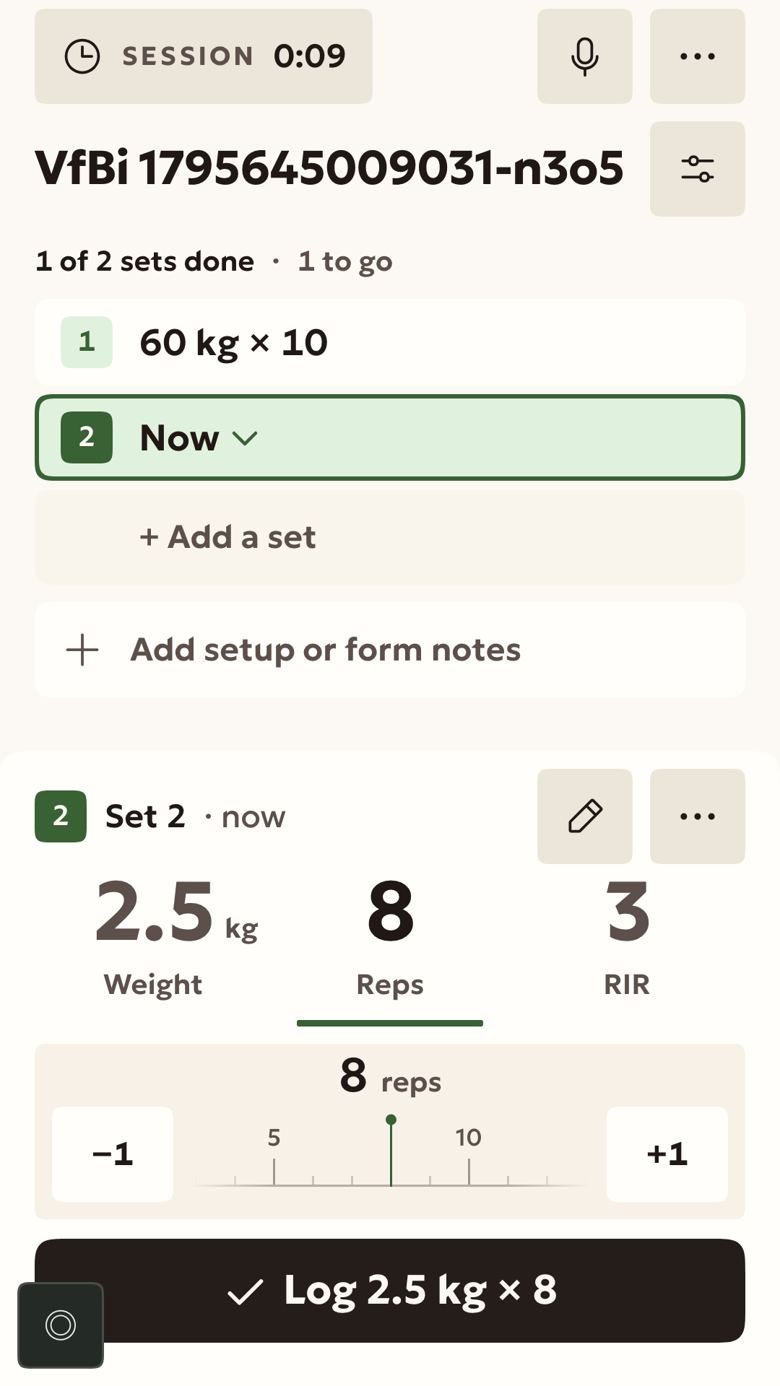 SESSION 0:09
VfBi 1795645009031-n3o5
1 of 2 sets done · 1 to go
1 60 kg × 10
2 Now
+ Add a set
Add setup or form notes
2 Set 2 · now
2.5 kg 8 3
Weight Reps RIR
8 reps
−1 5 10 +1
Log 2.5 kg × 8